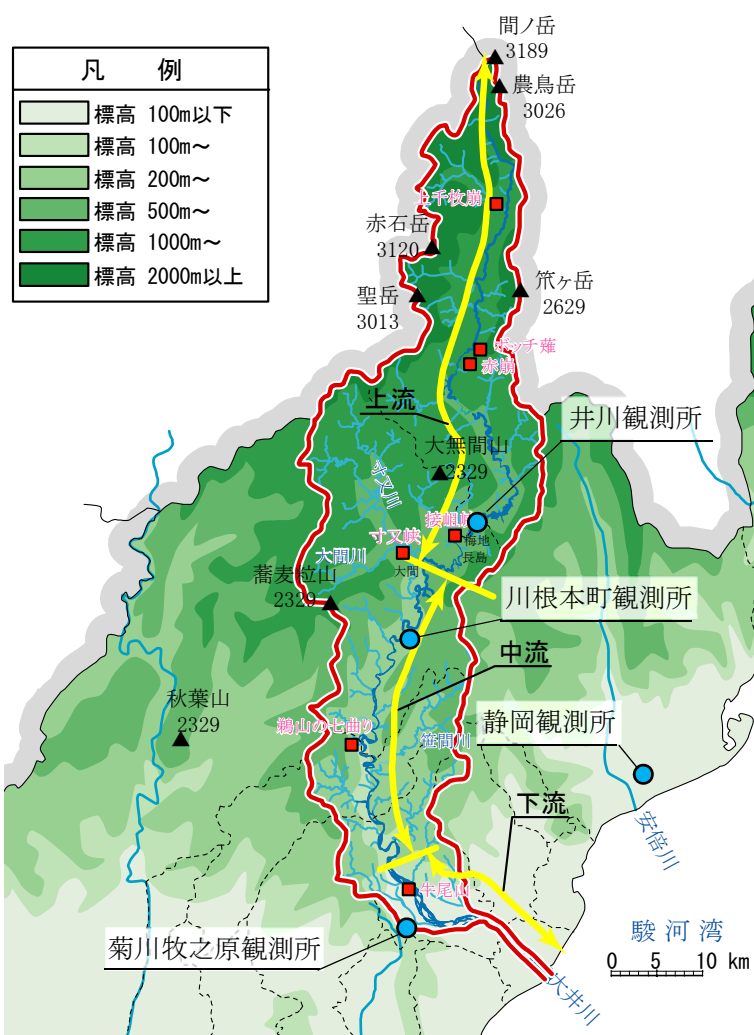 間ノ岳
3189
農鳥岳
3026
凡 例
標高 100m以下
標高 100m～
標高 200m～
標高 500m～
標高 1000m～
標高 2000m以上
上千枚崩
赤石岳
3120
聖岳
3013
笊ヶ岳
2629
ボッチ薙
赤崩
上流
井川観測所
大無間山
2329
寸又川
接岨峡
梅地
長島
寸又峡
大間
大間川
蕎麦粒山
2329
川根本町観測所
中流
秋葉山
2329
鵜山の七曲り
笹間川
静岡観測所
下流
安倍川
牛尾山
菊川牧之原観測所
駿河湾
0 5 10 km
大井川